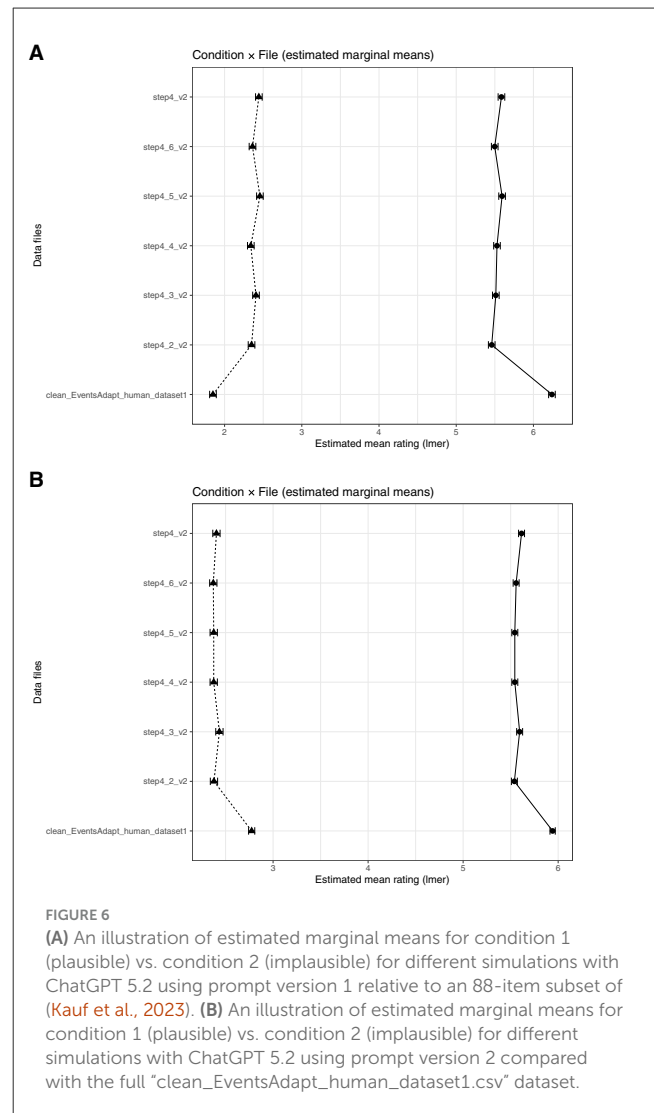 A
Condition × File (estimated marginal means)
step4_v2
step4_6_v2
step4_5_v2
step4_4_v2
step4_3_v2
step4_2_v2
clean_EventsAdapt_human_dataset1
Data files
2 3 4 5 6
Estimated mean rating (lmer)
B
Condition × File (estimated marginal means)
step4_v2
step4_6_v2
step4_5_v2
step4_4_v2
step4_3_v2
step4_2_v2
clean_EventsAdapt_human_dataset1
Data files
3 4 5 6
Estimated mean rating (lmer)
FIGURE 6
(A) An illustration of estimated marginal means for condition 1
(plausible) vs. condition 2 (implausible) for different simulations with
ChatGPT 5.2 using prompt version 1 relative to an 88-item subset of
(Kauf et al., 2023). (B) An illustration of estimated marginal means for
condition 1 (plausible) vs. condition 2 (implausible) for different
simulations with ChatGPT 5.2 using prompt version 2 compared
with the full “clean_EventsAdapt_human_dataset1.csv” dataset.